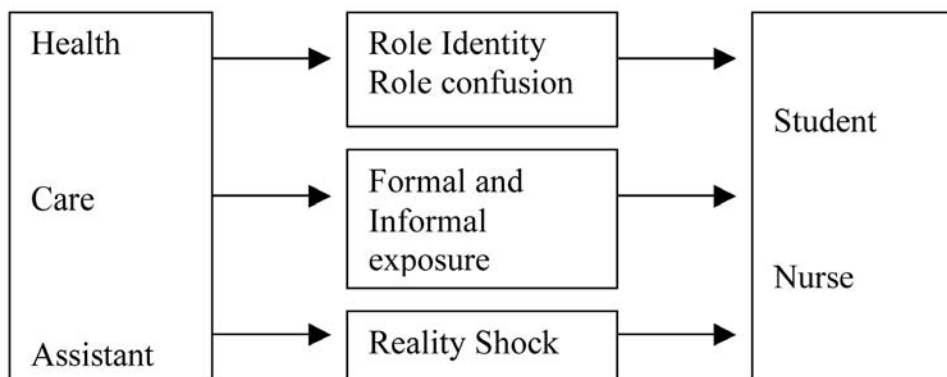 Health
Care
Assistant
Role Identity
Role confusion
Formal and
Informal
exposure
Reality Shock
Student
Nurse